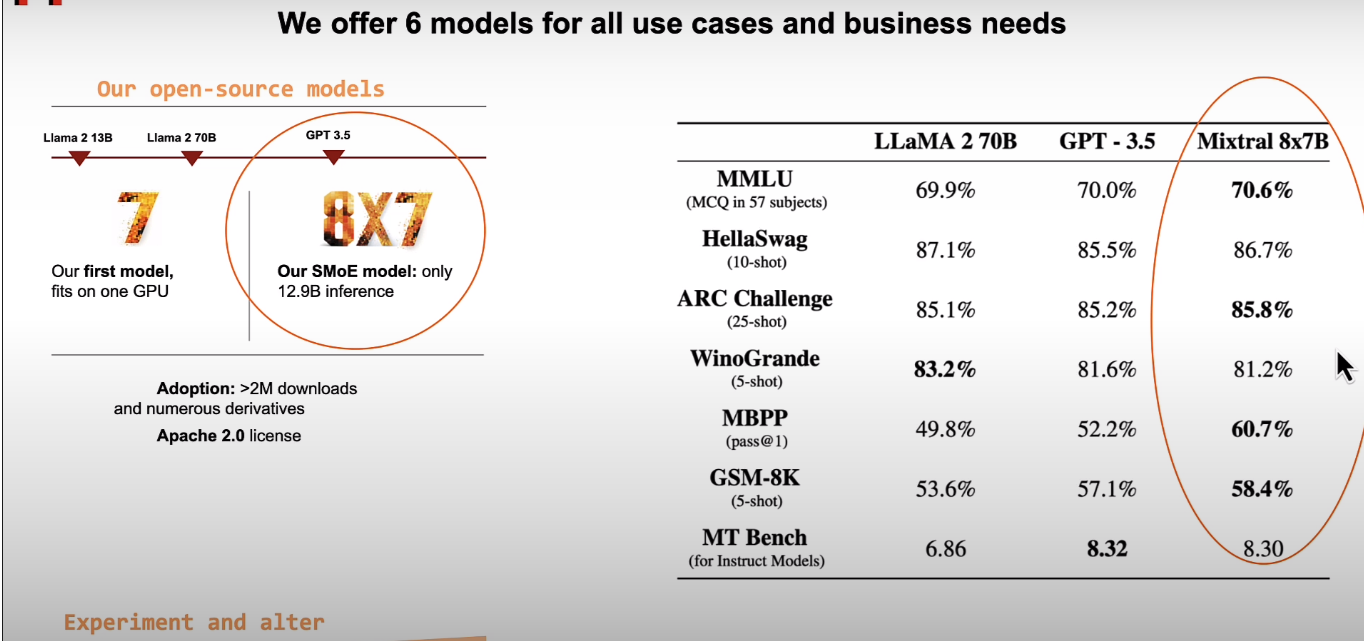 We offer 6 models for all use cases and business needs
Our open-source models
Llama 2 13B Llama 2 70B GPT 3.5
7 8X7
Our first model, Our SMoE model: only
fits on one GPU 12.9B inference
Adoption: >2M downloads
and numerous derivatives
Apache 2.0 license
LLaMA 2 70B GPT - 3.5 Mixtral 8x7B
MMLU
(MCQ in 57 subjects) 69.9% 70.0% 70.6%
HellaSwag
(10-shot) 87.1% 85.5% 86.7%
ARC Challenge
(25-shot) 85.1% 85.2% 85.8%
WinoGrande
(5-shot) 83.2% 81.6% 81.2%
MBPP
(pass@1) 49.8% 52.2% 60.7%
GSM-8K
(5-shot) 53.6% 57.1% 58.4%
MT Bench
(for Instruct Models) 6.86 8.32 8.30
Experiment and alter